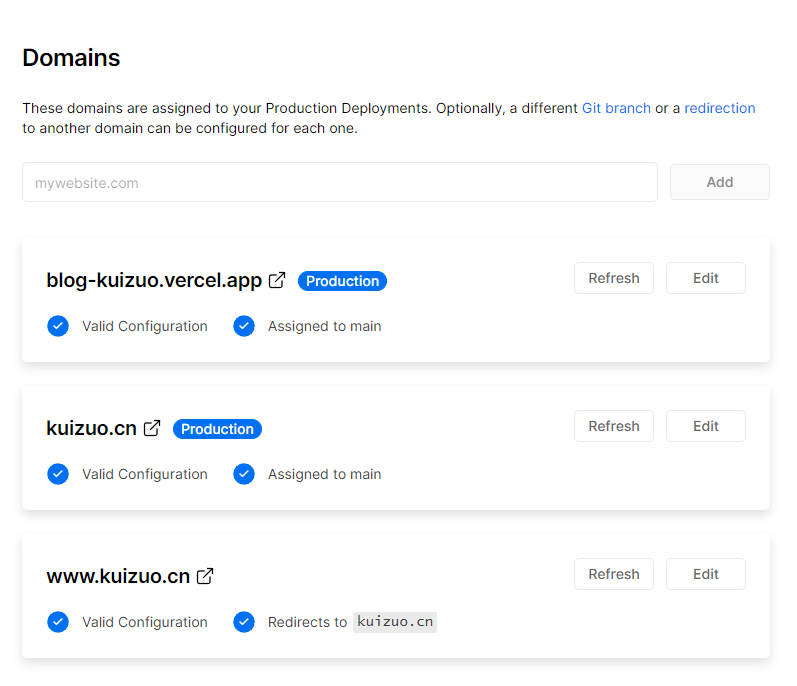 Domains
These domains are assigned to your Production Deployments. Optionally, a different Git branch or a redirection
to another domain can be configured for each one.
mywebsite.com Add
blog-kuizuo.vercel.app Production Refresh Edit
Valid Configuration Assigned to main
kuizuo.cn Production Refresh Edit
Valid Configuration Assigned to main
www.kuizuo.cn Refresh Edit
Valid Configuration Redirects to kuizuo.cn